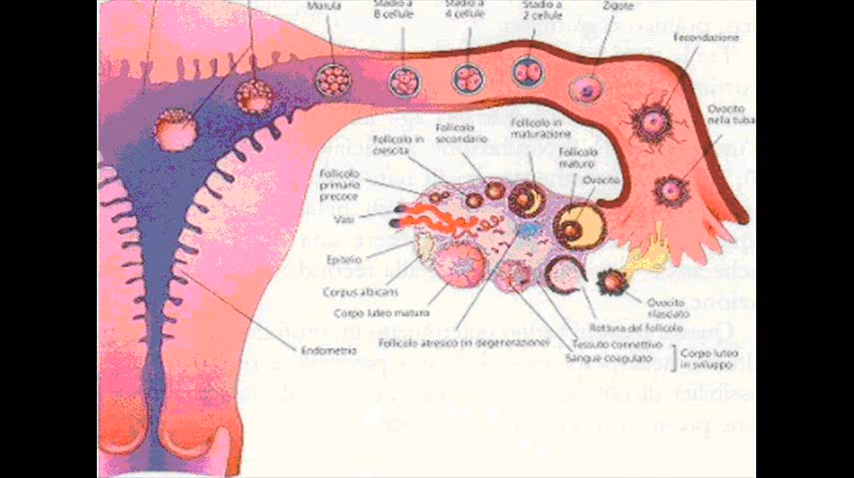 Morula
Stadio a
8 cellule
Stadio a
4 cellule
Stadio a
2 cellule
Zigote
Fecondazione
Ovocito
nella tuba
Follicolo in
maturazione
Follicolo
secondario
Follicolo in
crescita
Follicolo
maturo
Ovocito
Follicolo
primario
precoce
Vasi
Epitelio
Corpus albicans
Corpo luteo maturo
Ovocito
rilasciato
Rottura del follicolo
Endometrio
Follicolo atresico (in degenerazione)
Tessuto connettivo
Sangue coagulato
Corpo luteo
in sviluppo